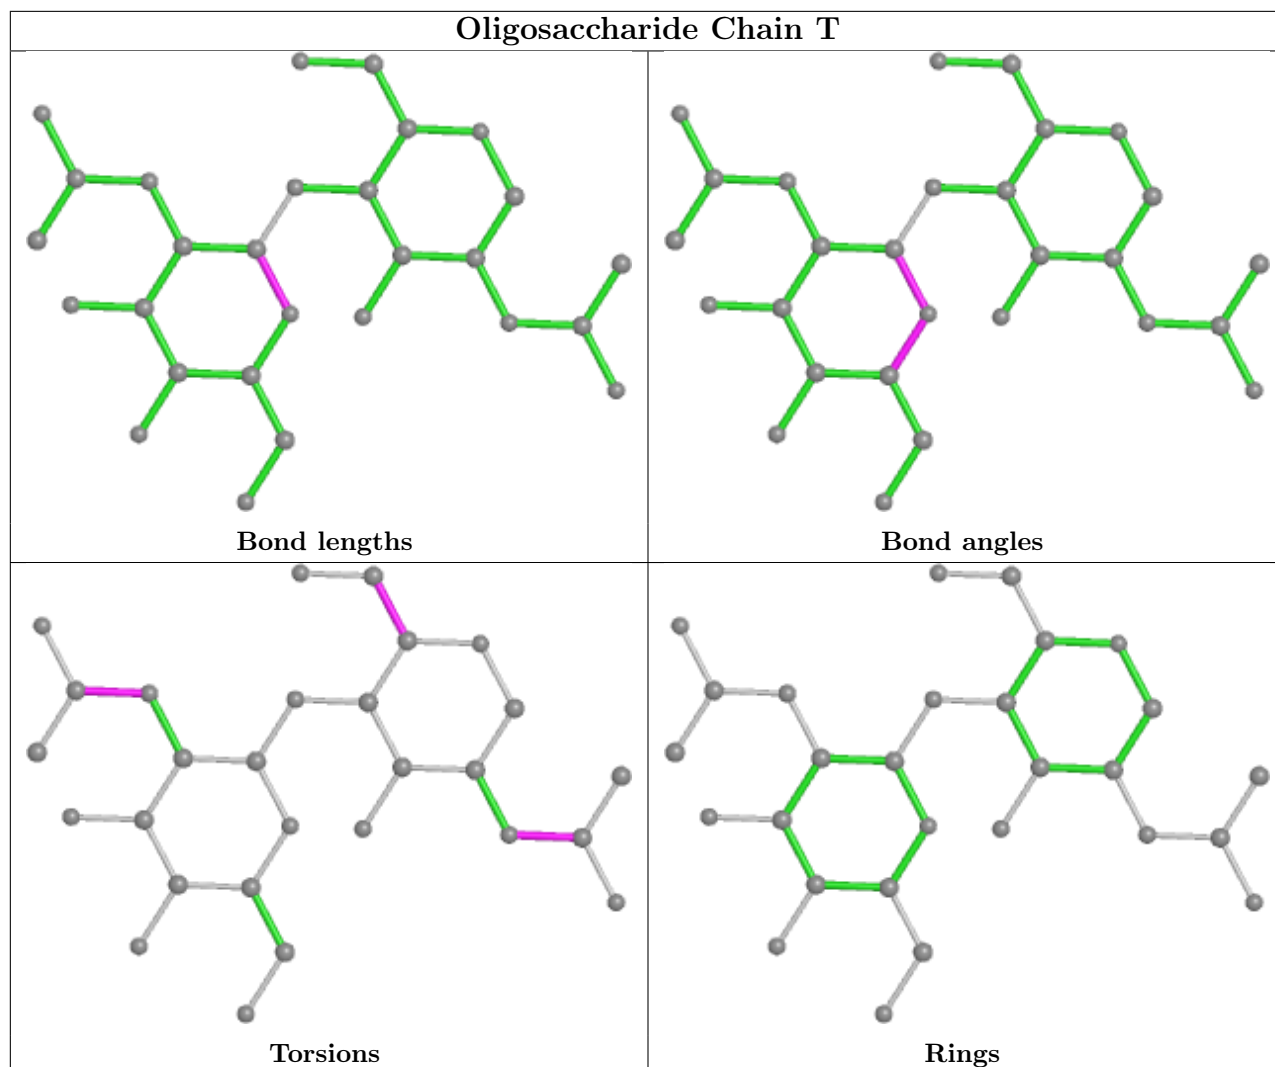 Oligosaccharide Chain T
Bond lengths
Bond angles
Torsions
Rings